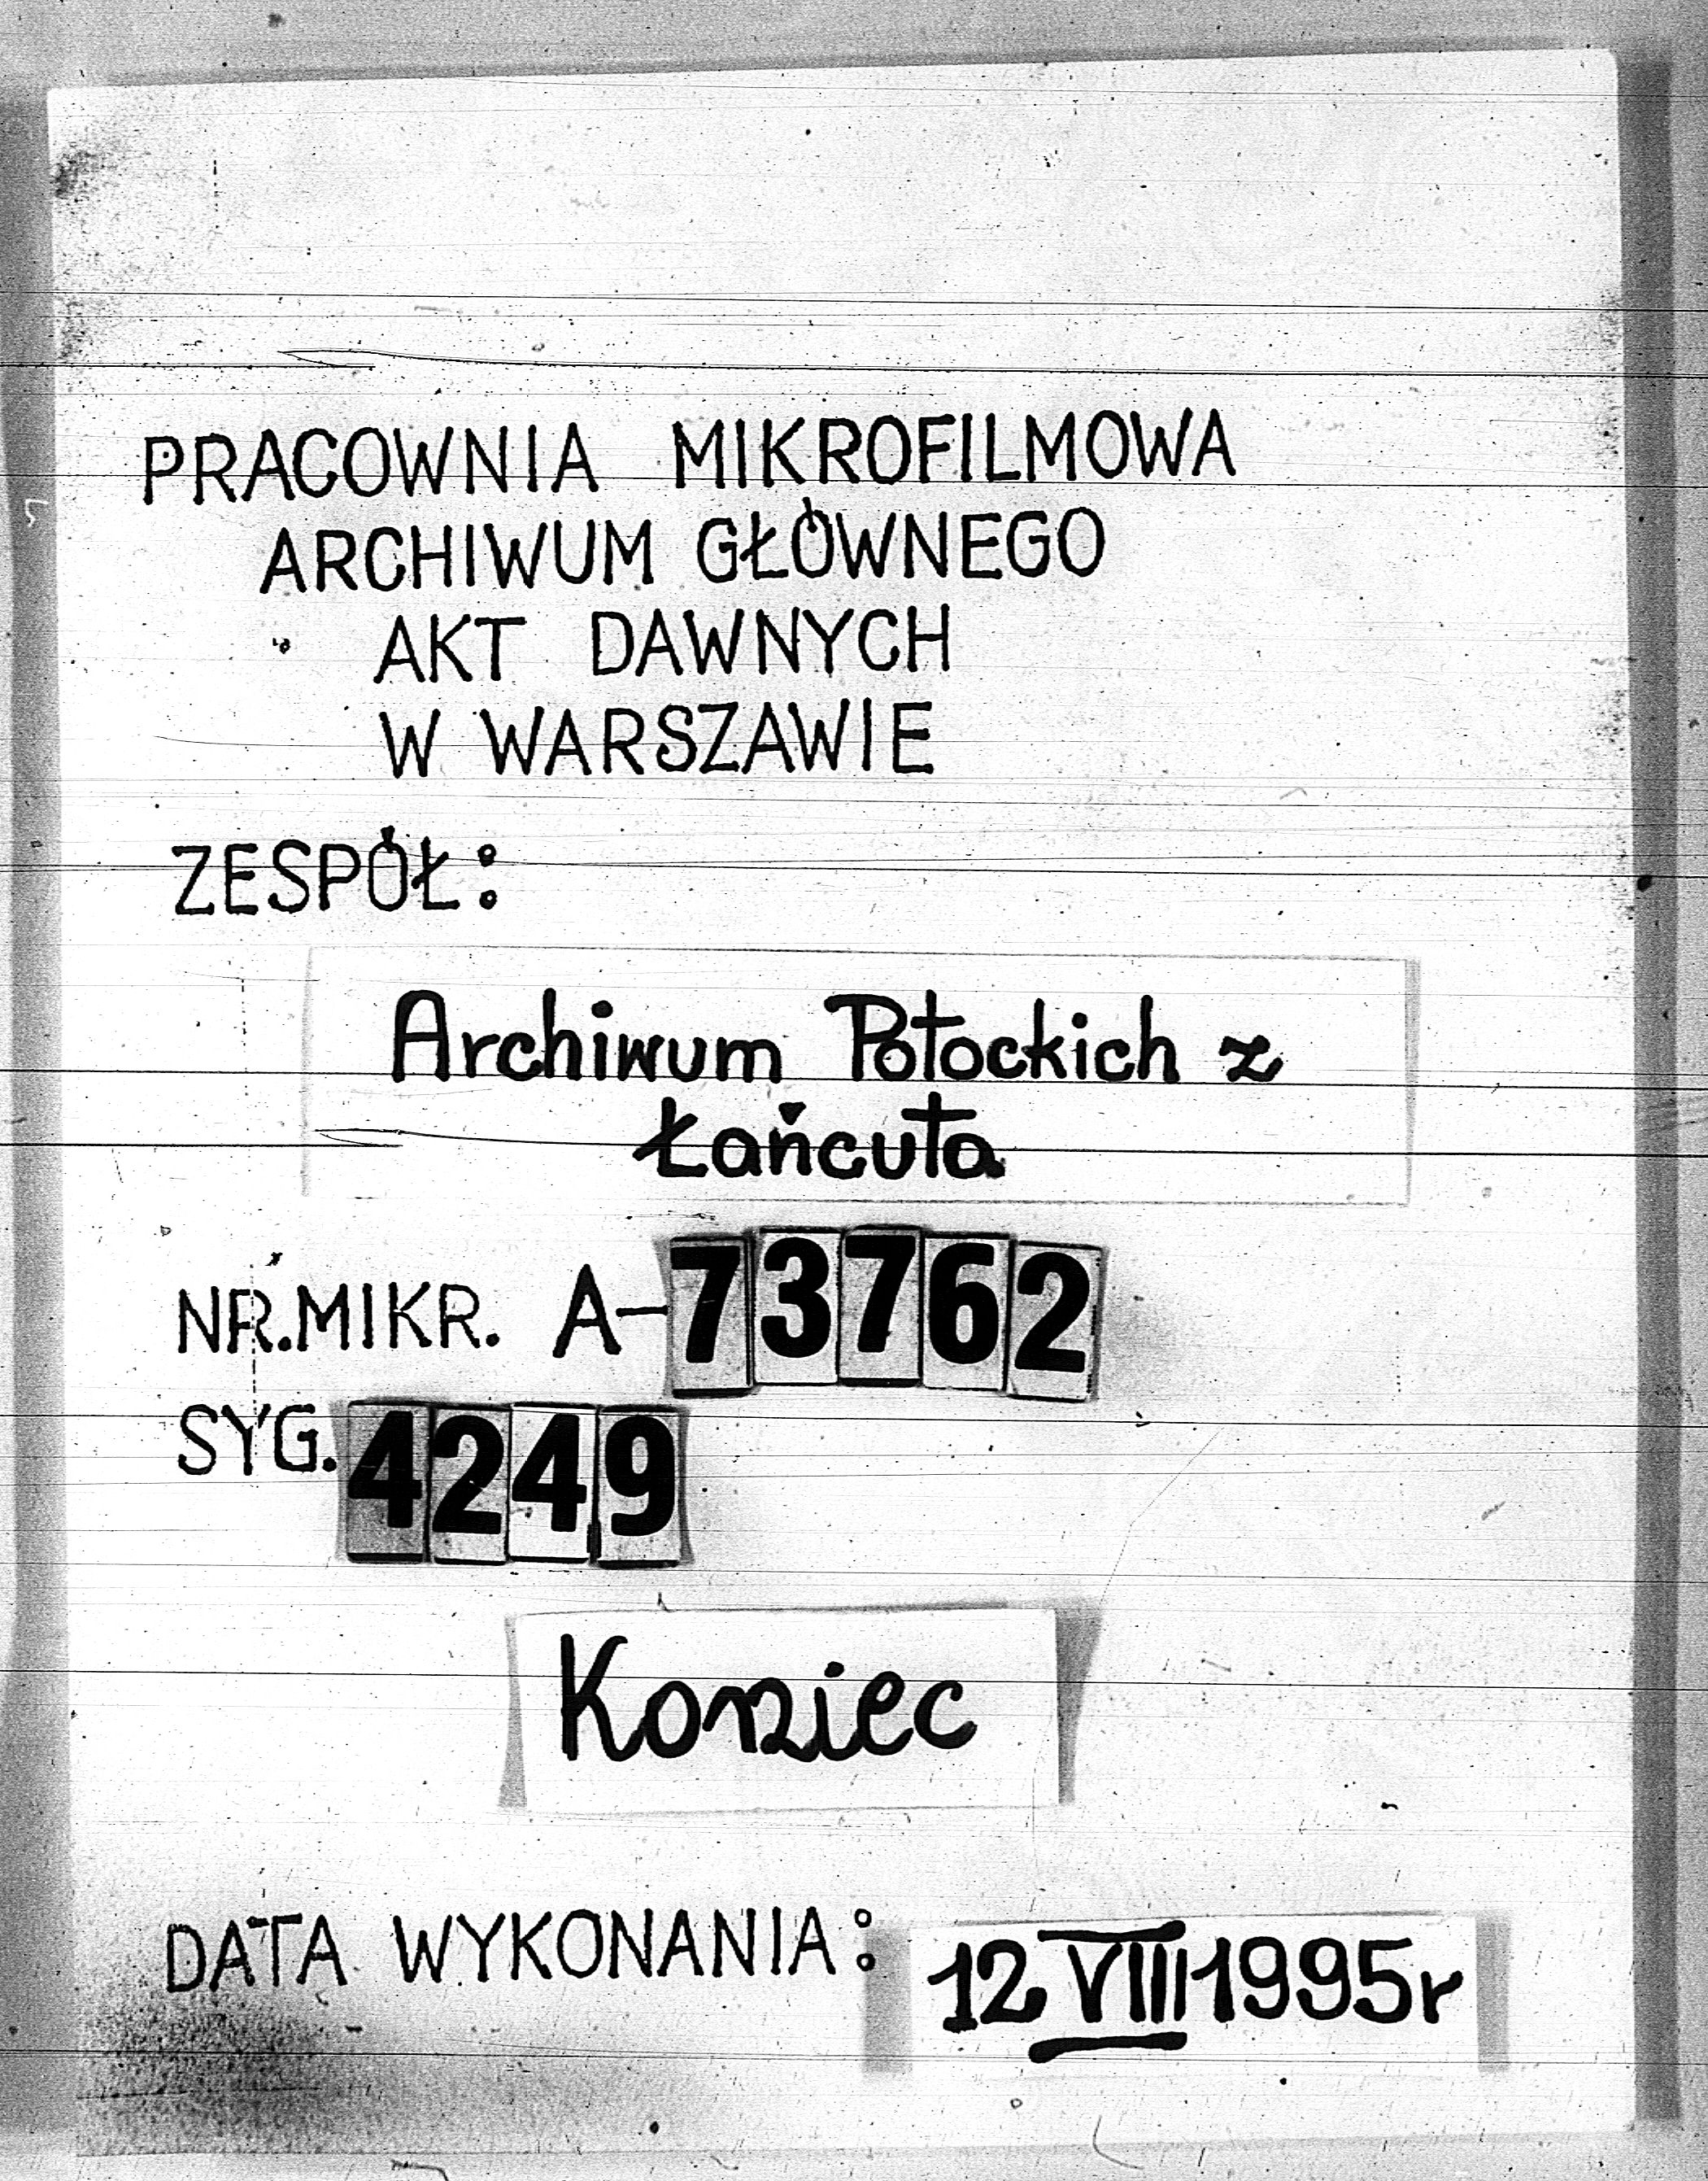 PRACOWNIA MIKROFILMOWA
ARCHIWUM GŁÓWNEGO
AKT DAWNYCH
W WARSZAWIE
ZESPÓŁ:
Archiwum Potockich z
Łańcuta
NR.MIKR. A-73762
SYG. 4249
Koniec
DATA WYKONANIA: 12 VIII 1995r